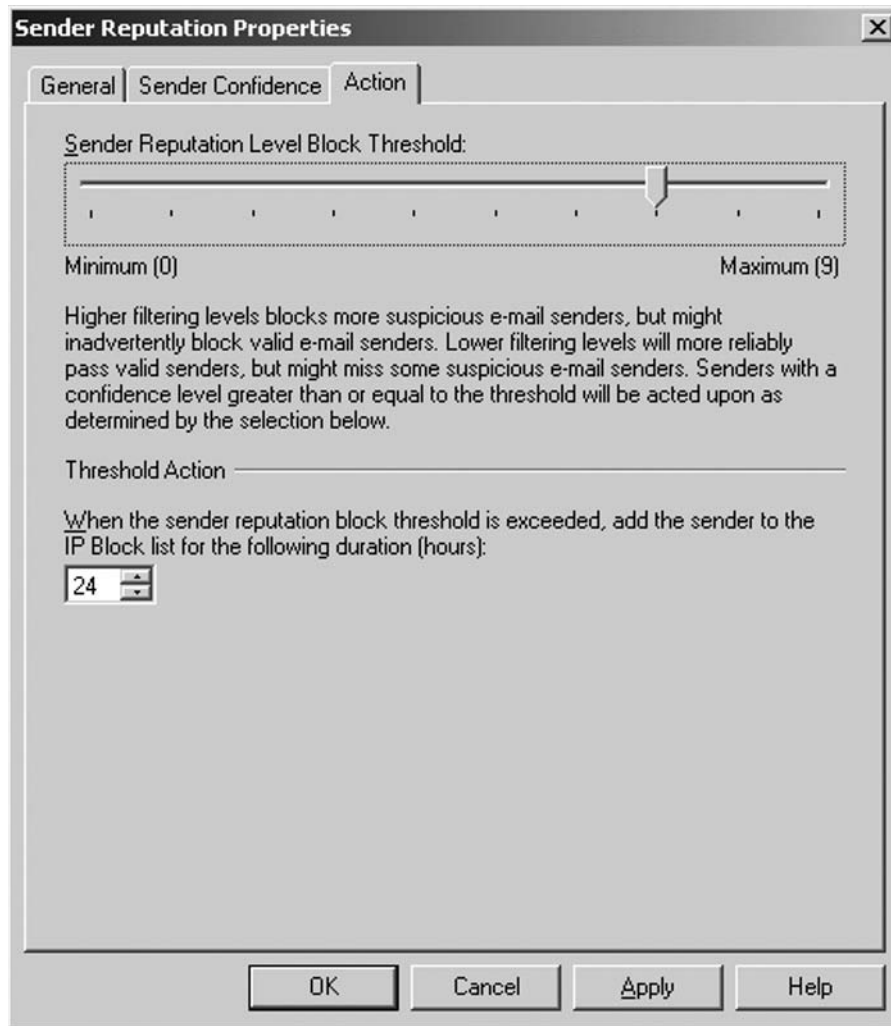 Sender Reputation Properties
General Sender Confidence Action
Sender Reputation Level Block Threshold:
Minimum (0) Maximum (9)
Higher filtering levels blocks more suspicious e-mail senders, but might
inadvertently block valid e-mail senders. Lower filtering levels will more reliably
pass valid senders, but might miss some suspicious e-mail senders. Senders with a
confidence level greater than or equal to the threshold will be acted upon as
determined by the selection below.
Threshold Action
When the sender reputation block threshold is exceeded, add the sender to the
IP Block list for the following duration (hours):
24
OK Cancel Apply Help